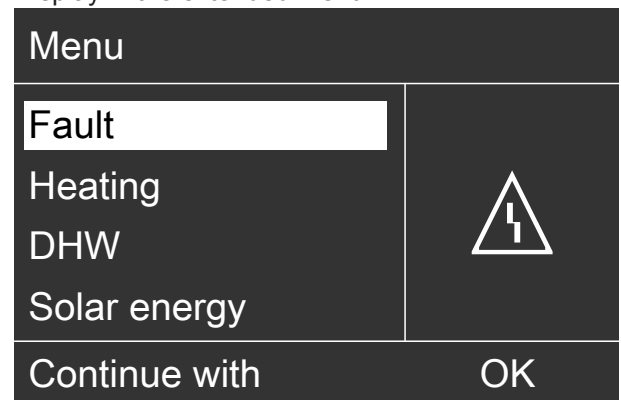 Menu
Fault
Heating
DHW
Solar energy
Continue with OK